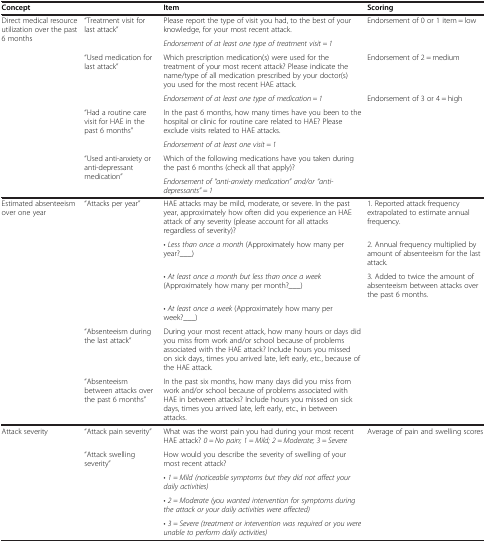 Concept Item Scoring
Direct medical resource utilization over the past 6 months
"Treatment visit for last attack"
Please report the type of visit you had, to the best of your knowledge, for your most recent attack.
Endorsement of 0 or 1 item = low
Endorsement of at least one type of treatment visit = 1
"Used medication for last attack"
Which prescription medication(s) were used for the treatment of your most recent attack? Please indicate the name/type of all medication prescribed by your doctor(s) you used for the most recent HAE attack.
Endorsement of 2 = medium
Endorsement of at least one type of medication = 1
Endorsement of 3 or 4 = high
"Had a routine care visit for HAE in the past 6 months"
In the past 6 months, how many times have you been to the hospital or clinic for routine care related to HAE? Please exclude visits related to HAE attacks.
Endorsement of at least one visit = 1
"Used anti-anxiety or anti-depressant medication"
Which of the following medications have you taken during the past 6 months (check all that apply)?
Endorsement of "anti-anxiety medication" and/or "anti-depressants" = 1
Estimated absenteeism over one year
"Attacks per year"
HAE attacks may be mild, moderate, or severe. In the past year, approximately how often did you experience an HAE attack of any severity (please account for all attacks regardless of severity)?
1. Reported attack frequency extrapolated to estimate annual frequency.
• Less than once a month (Approximately how many per year?___)
2. Annual frequency multiplied by amount of absenteeism for the last attack.
• At least once a month but less than once a week (Approximately how many per month?___)
3. Added to twice the amount of absenteeism between attacks over the past 6 months.
• At least once a week (Approximately how many per week?___)
"Absenteeism during the last attack"
During your most recent attack, how many hours or days did you miss from work and/or school because of problems associated with the HAE attack? Include hours you missed on sick days, times you arrived late, left early, etc., because of the HAE attack.
"Absenteeism between attacks over the past 6 months"
In the past six months, how many days did you miss from work and/or school because of problems associated with HAE in between attacks? Include hours you missed on sick days, times you arrived late, left early, etc., in between attacks.
Attack severity
"Attack pain severity"
What was the worst pain you had during your most recent HAE attack? 0 = No pain; 1 = Mild; 2 = Moderate; 3 = Severe
Average of pain and swelling scores
"Attack swelling severity"
How would you describe the severity of swelling of your most recent attack?
• 1 = Mild (noticeable symptoms but they did not affect your daily activities)
• 2 = Moderate (you wanted intervention for symptoms during the attack or your daily activities were affected)
• 3 = Severe (treatment or intervention was required or you were unable to perform daily activities)